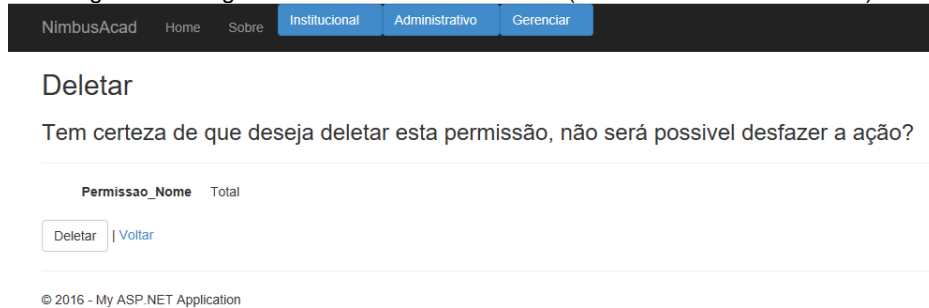 NimbusAcad Home Sobre Institucional Administrativo Gerenciar
Deletar
Tem certeza de que deseja deletar esta permissão, não será possivel desfazer a ação?
Permissao_Nome Total
Deletar | Voltar
© 2016 - My ASP.NET Application